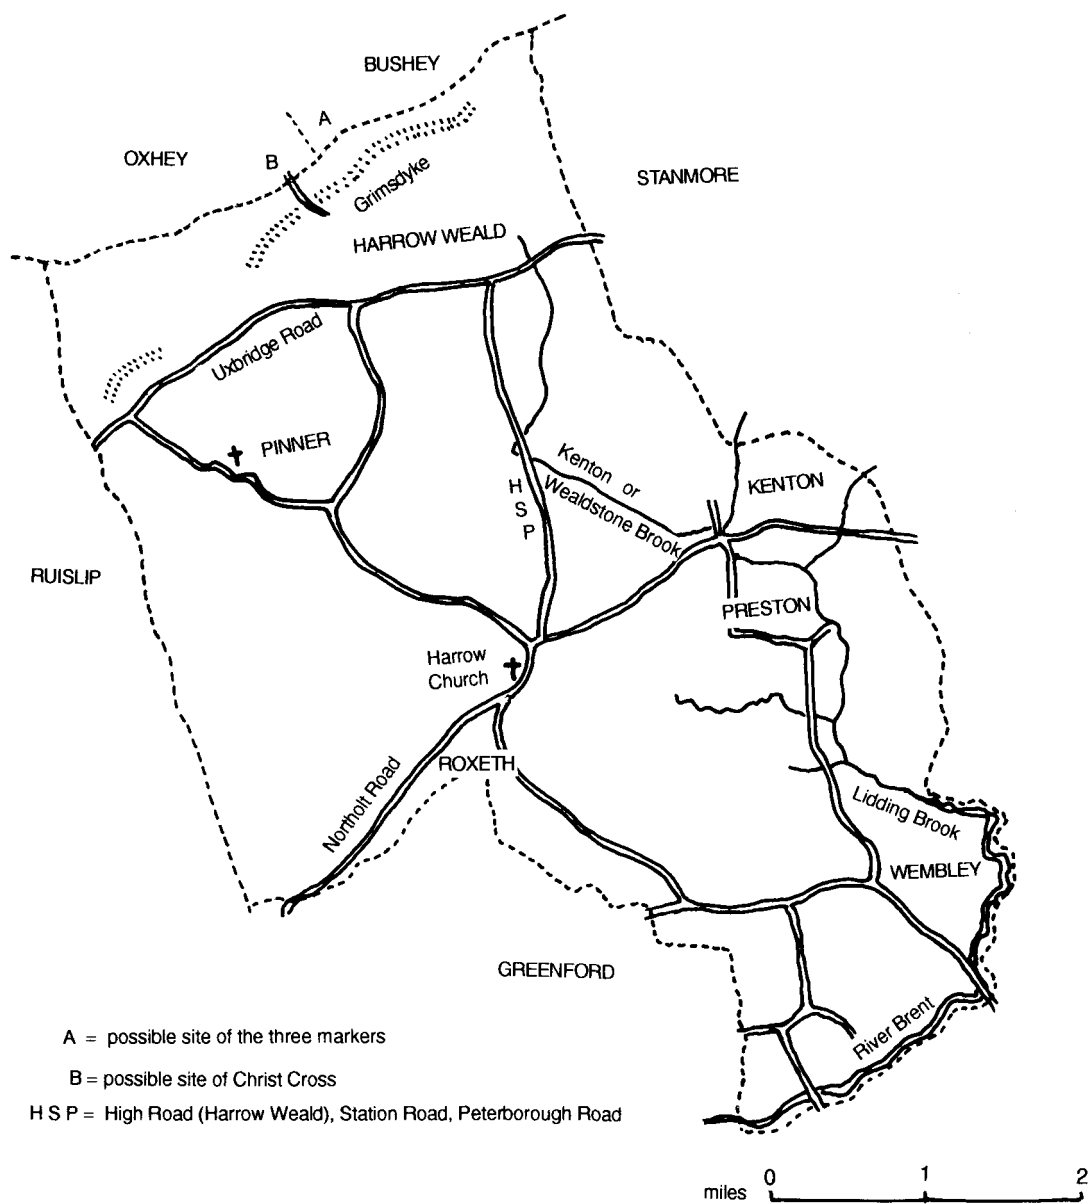 BUSHEY
A
OXHEY
B
Grimsdyke
STANMORE
HARROW WEALD
Uxbridge Road
PINNER
Kenton or
Wealdstone Brook
H
S
P
KENTON
RUISLIP
PRESTON
Harrow
Church
ROXETH
Northolt Road
Lidding Brook
WEMBLEY
GREENFORD
River Brent
A = possible site of the three markers
B = possible site of Christ Cross
H S P = High Road (Harrow Weald), Station Road, Peterborough Road
miles 0 1 2